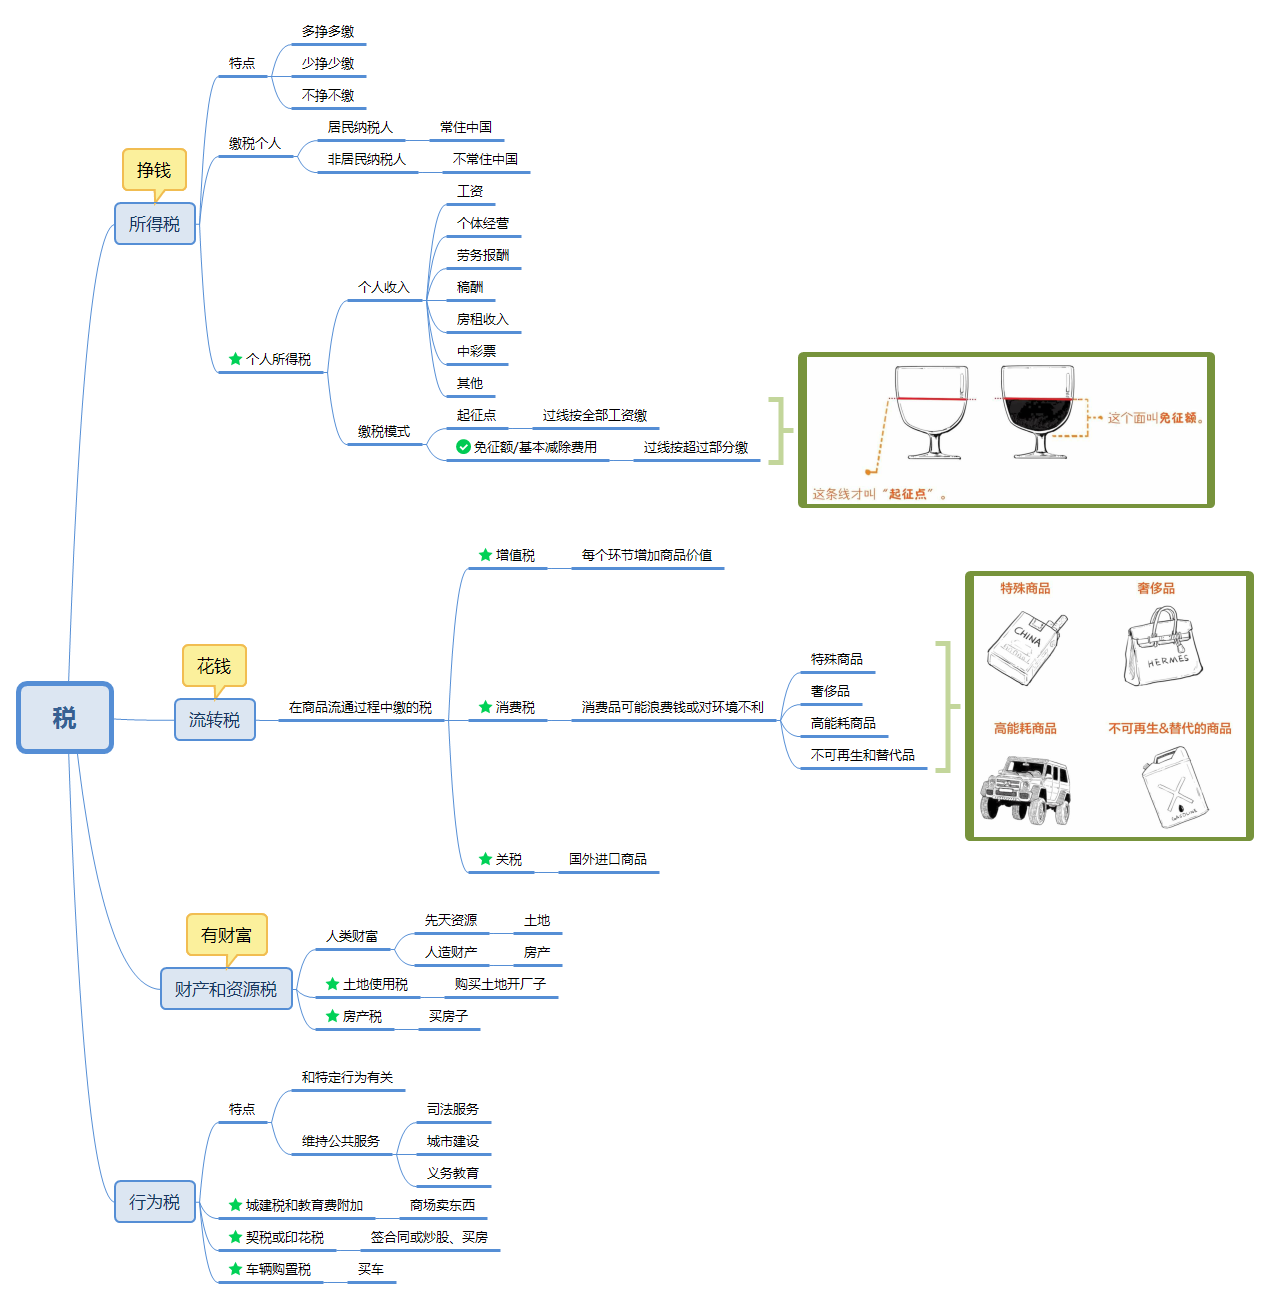 税
挣钱
所得税
特点
多挣多缴
少挣少缴
不挣不缴
缴税个人
居民纳税人
常住中国
非居民纳税人
不常住中国
个人所得税
个人收入
工资
个体经营
劳务报酬
稿酬
房租收入
中彩票
其他
缴税模式
起征点
过线按全部工资缴
免征额/基本减除费用
过线按超过部分缴
这个面叫免征额。
这条线才叫“起征点”。
花钱
流转税
在商品流通过程中缴的税
增值税
每个环节增加商品价值
消费税
消费品可能浪费钱或对环境不利
特殊商品
奢侈品
高能耗商品
不可再生和替代品
特殊商品
CHINA
奢侈品
HERMES
高能耗商品
不可再生&替代的商品
GASOLINE
关税
国外进口商品
有财富
财产和资源税
人类财富
先天资源
土地
人造财产
房产
土地使用税
购买土地开厂子
房产税
买房子
行为税
特点
和特定行为有关
维持公共服务
司法服务
城市建设
义务教育
城建税和教育费附加
商场卖东西
契税或印花税
签合同或炒股、买房
车辆购置税
买车